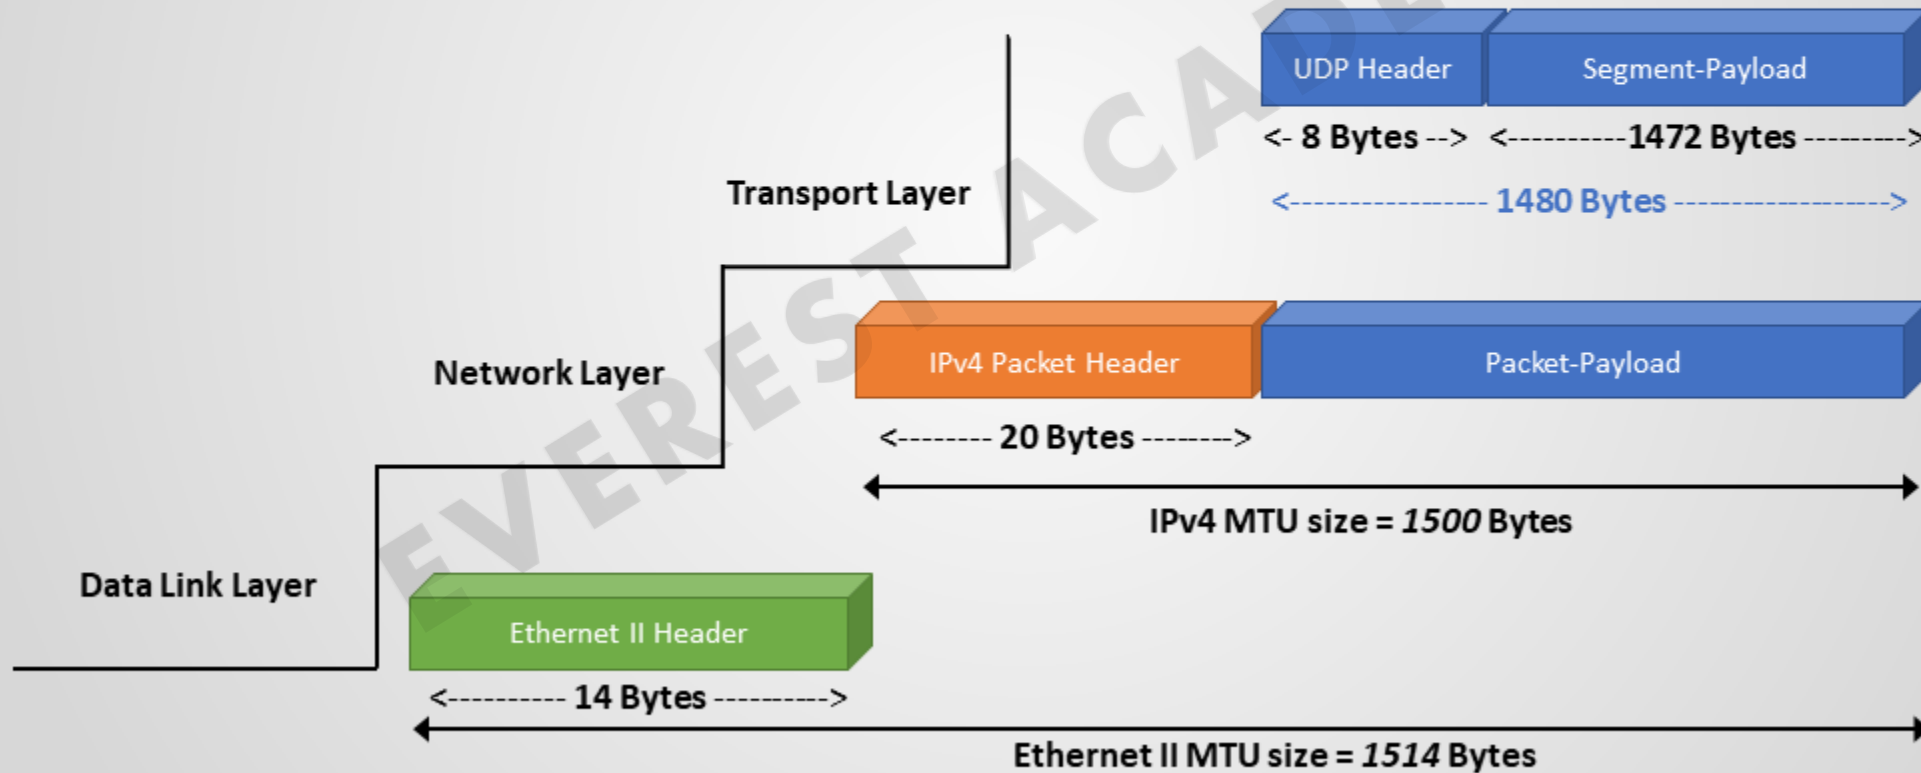 UDP Header Segment-Payload
<- 8 Bytes --> <----------1472 Bytes --------->
Transport Layer
<----------------- 1480 Bytes ------------------>
IPv4 Packet Header Packet-Payload
Network Layer
<-------- 20 Bytes -------->
IPv4 MTU size = 1500 Bytes
Data Link Layer
Ethernet II Header
<---------- 14 Bytes ---------->
Ethernet II MTU size = 1514 Bytes
EVEREST ACADE